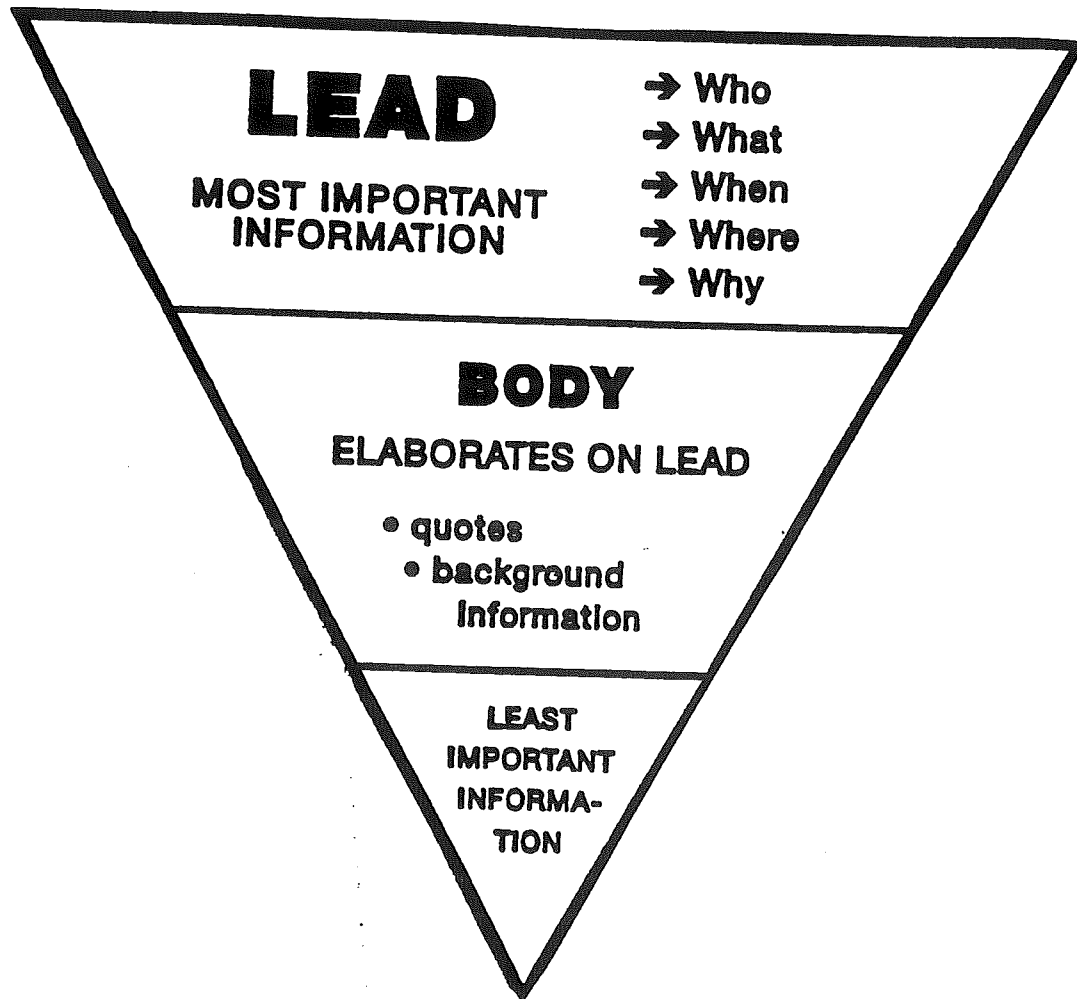 LEAD
MOST IMPORTANT
INFORMATION
→ Who
→ What
→ When
→ Where
→ Why
BODY
ELABORATES ON LEAD
• quotes
• background
Information
LEAST
IMPORTANT
INFORMA-
TION